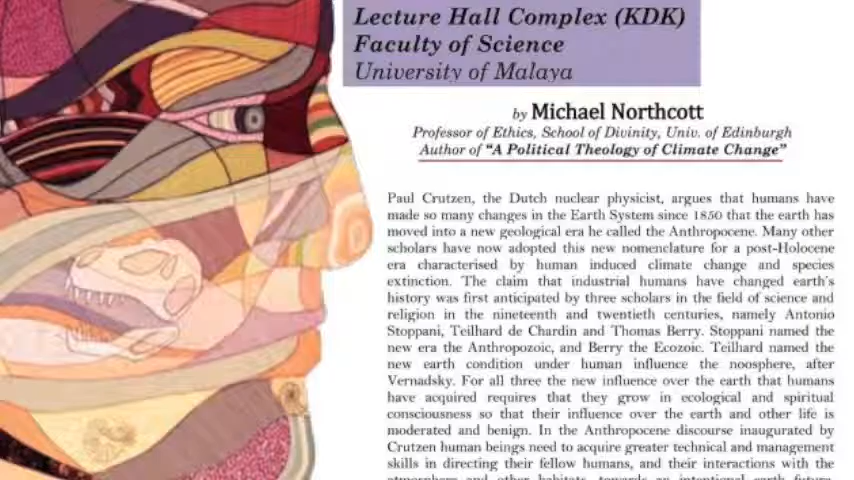 Lecture Hall Complex (KDK)
Faculty of Science
University of Malaya
by Michael Northcott
Professor of Ethics, School of Divinity, Univ. of Edinburgh
Author of “A Political Theology of Climate Change”
Paul Crutzen, the Dutch nuclear physicist, argues that humans have
made so many changes in the Earth System since 1850 that the earth has
moved into a new geological era he called the Anthropocene. Many other
scholars have now adopted this new nomenclature for a post-Holocene
era characterised by human induced climate change and species
extinction. The claim that industrial humans have changed earth's
history was first anticipated by three scholars in the field of science and
religion in the nineteenth and twentieth centuries, namely Antonio
Stoppani, Teilhard de Chardin and Thomas Berry. Stoppani named the
new era the Anthropozoic, and Berry the Ecozoic. Teilhard named the
new earth condition under human influence the noosphere, after
Vernadsky. For all three the new influence over the earth that humans
have acquired requires that they grow in ecological and spiritual
consciousness so that their influence over the earth and other life is
moderated and benign. In the Anthropocene discourse inaugurated by
Crutzen human beings need to acquire greater technical and management
skills in directing their fellow humans, and their interactions with the
atmosphere and other habitats, towards an intentional earth future.